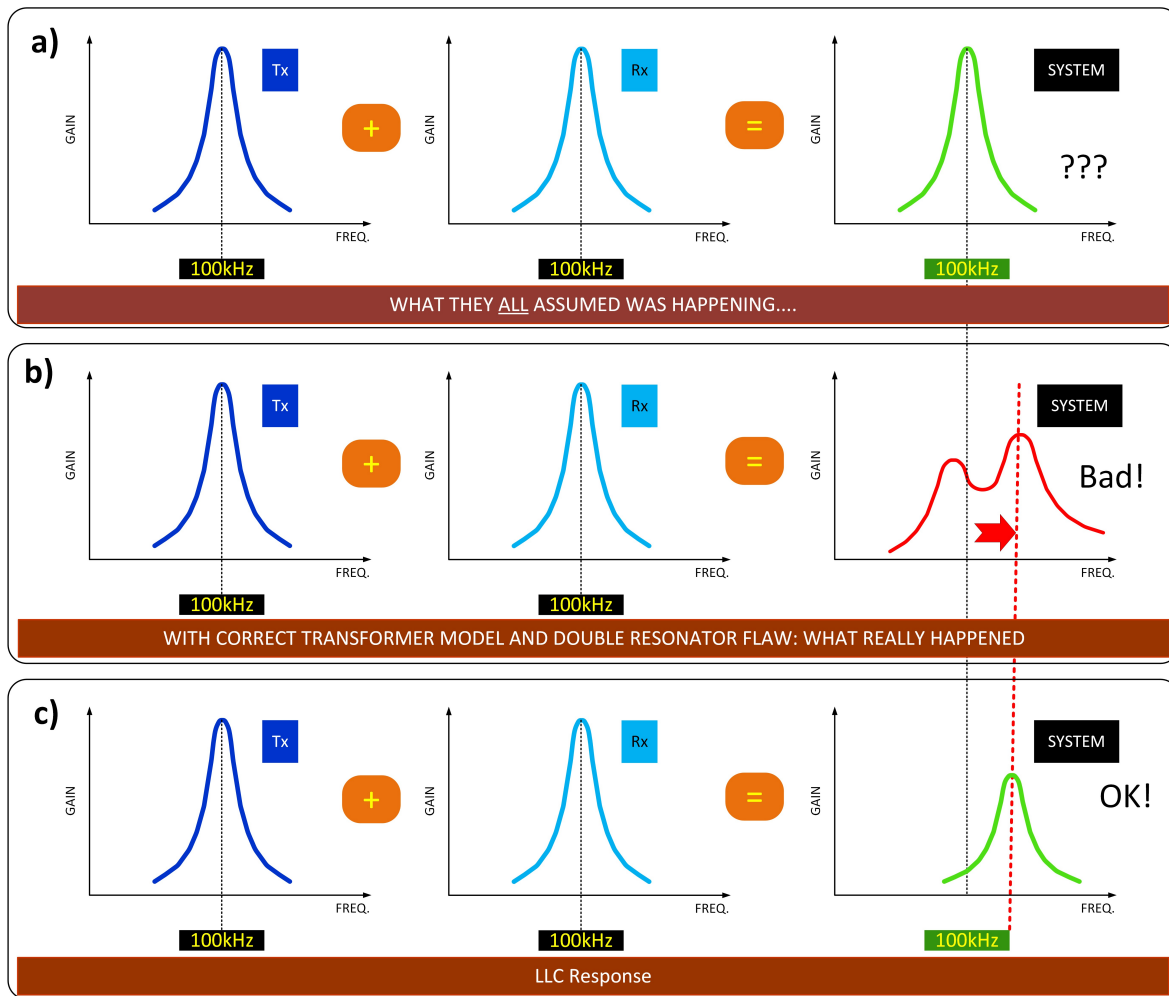 a)
GAIN
Tx
FREQ.
100kHz
+
GAIN
Rx
FREQ.
100kHz
=
GAIN
SYSTEM
???
FREQ.
100kHz
WHAT THEY ALL ASSUMED WAS HAPPENING....
b)
GAIN
Tx
FREQ.
100kHz
+
GAIN
Rx
FREQ.
100kHz
=
GAIN
SYSTEM
Bad!
FREQ.
WITH CORRECT TRANSFORMER MODEL AND DOUBLE RESONATOR FLAW: WHAT REALLY HAPPENED
c)
GAIN
Tx
FREQ.
100kHz
+
GAIN
Rx
FREQ.
100kHz
=
GAIN
SYSTEM
OK!
FREQ.
100kHz
LLC Response